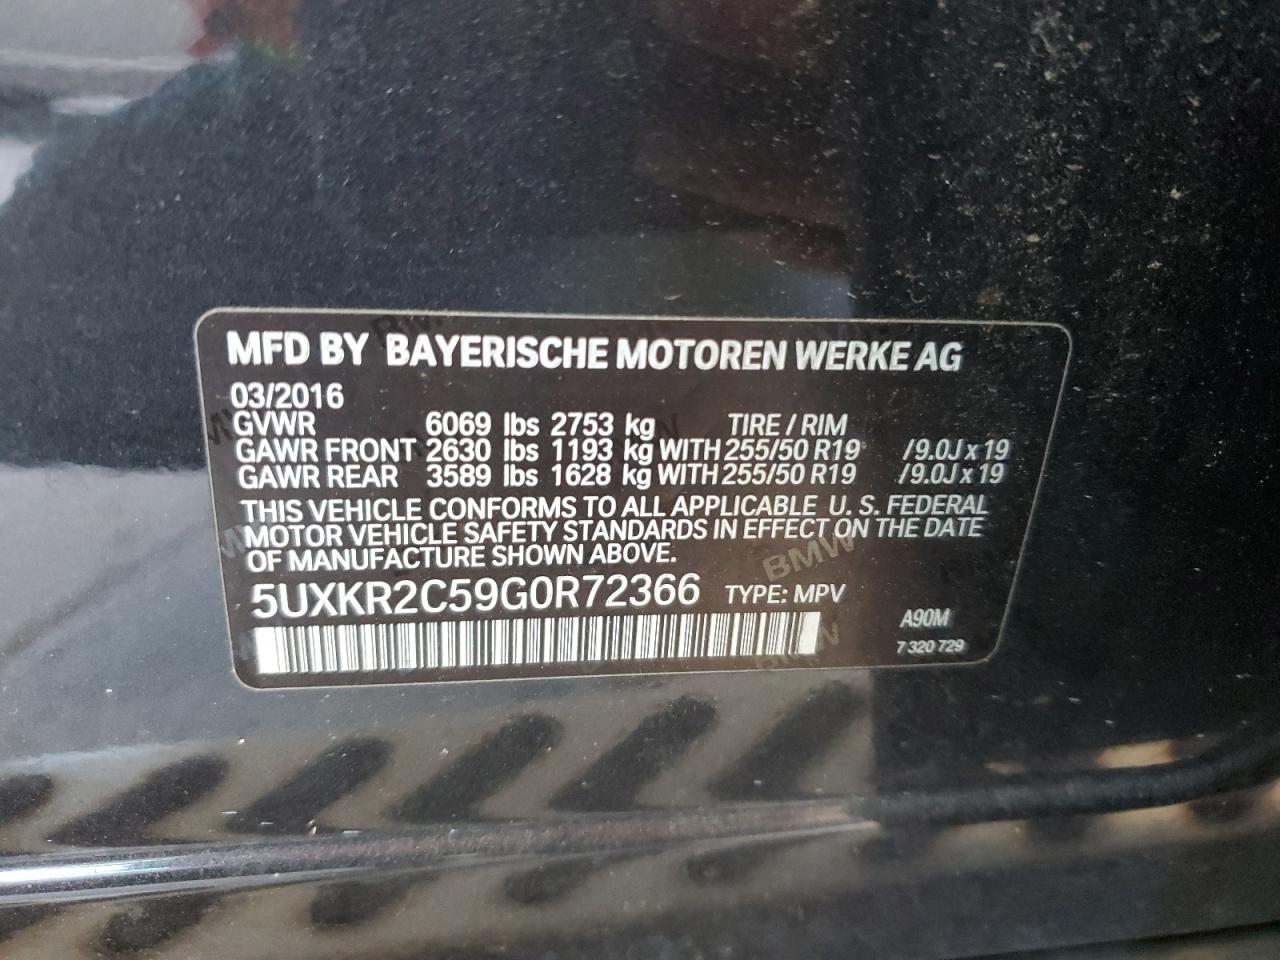 MFD BY BAYERISCHE MOTOREN WERKE AG
03/2016
GVWR 6069 lbs 2753 kg TIRE / RIM
GAWR FRONT 2630 lbs 1193 kg WITH 255/50 R19 /9.0J x 19
GAWR REAR 3589 lbs 1628 kg WITH 255/50 R19 /9.0J x 19
THIS VEHICLE CONFORMS TO ALL APPLICABLE U. S. FEDERAL
MOTOR VEHICLE SAFETY STANDARDS IN EFFECT ON THE DATE
OF MANUFACTURE SHOWN ABOVE.
BMW
5UXKR2C59G0R72366 TYPE: MPV
A90M
7 320 729